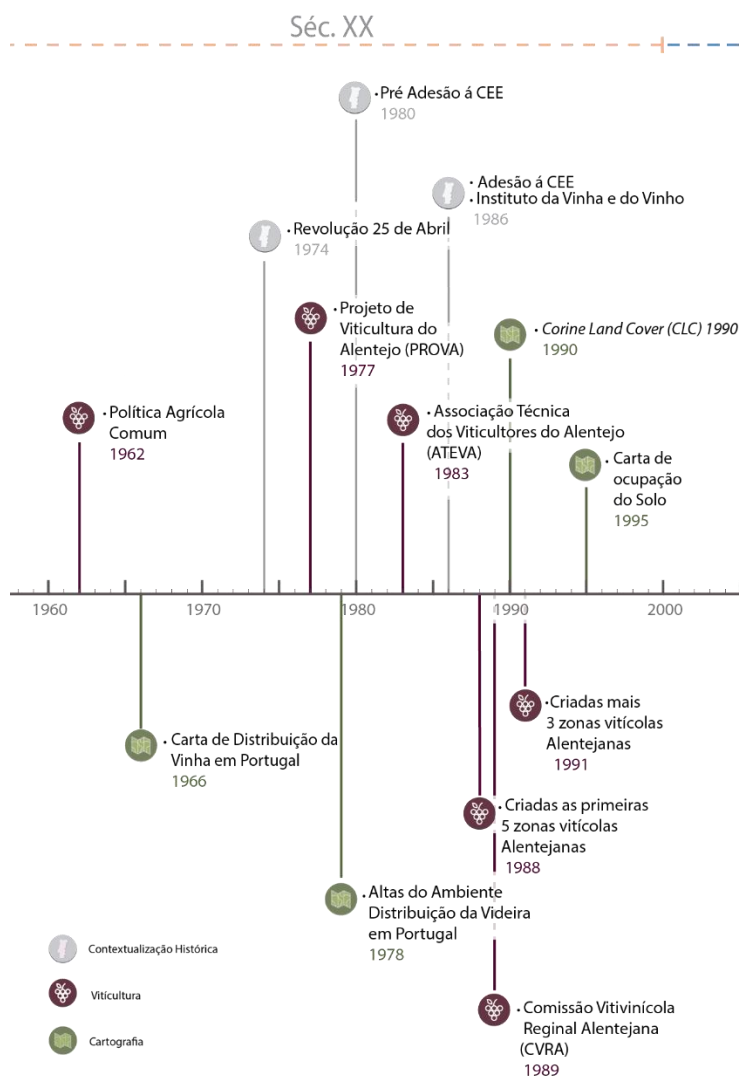 Séc. XX
• Pré Adesão á CEE
1980
• Adesão á CEE
• Instituto da Vinha e do Vinho
1986
• Revolução 25 de Abril
1974
• Projeto de
Viticultura do
Alentejo (PROVA)
1977
• Corine Land Cover (CLC) 1990
1990
• Política Agrícola
Comum
1962
• Associação Técnica
dos Viticultores do Alentejo
(ATEVA)
1983
• Carta de
ocupação
do Solo
1995
1960
1970
1980
1990
2000
• Criadas mais
3 zonas vitícolas
Alentejanas
1991
• Carta de Distribuição da
Vinha em Portugal
1966
• Criadas as primeiras
5 zonas vitícolas
Alentejanas
1988
• Altas do Ambiente
Distribuição da Videira
em Portugal
1978
• Comissão Vitivinícola
Reginal Alentejana
(CVRA)
1989
Contextualização Histórica
Vitícultura
Cartografia